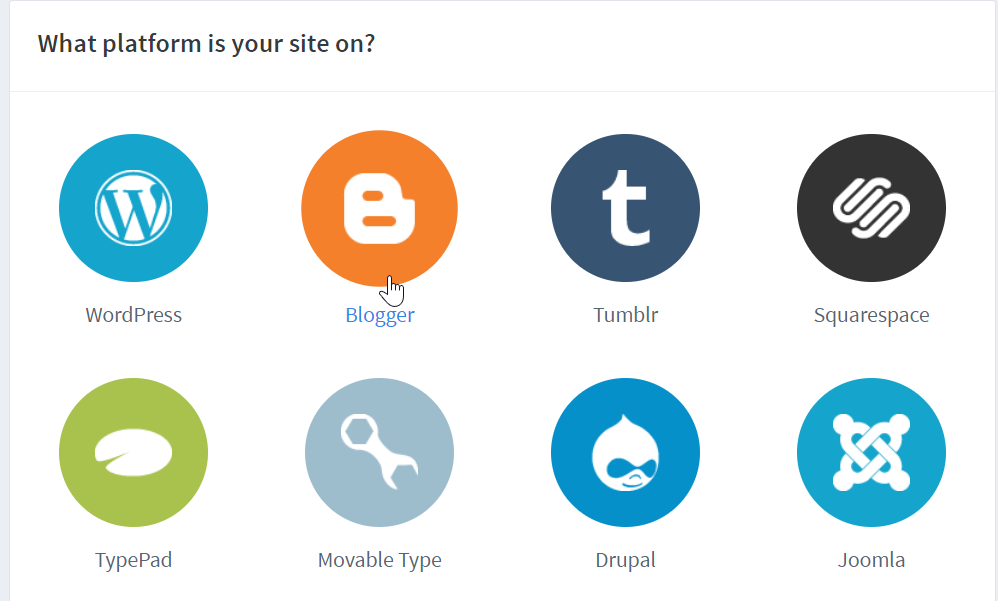 What platform is your site on?
WordPress
Blogger
Tumblr
Squarespace
TypePad
Movable Type
Drupal
Joomla